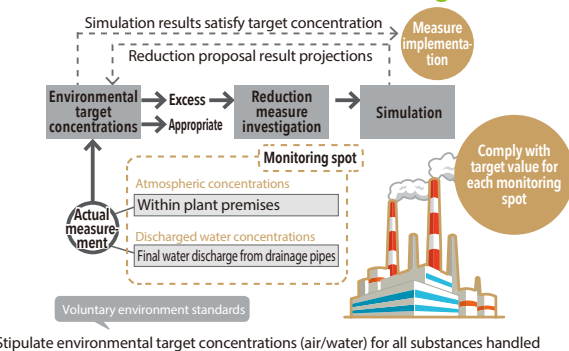 Simulation results satisfy target concentration
Measure
implementa-
tion
Reduction proposal result projections
Environmental
target
concentrations
Excess
Appropriate
Reduction
measure
investigation
Simulation
Monitoring spot
Comply with
target value for
each monitoring
spot
Atmospheric concentrations
Within plant premises
Actual
measure-
ment
Discharged water concentrations
Final water discharge from drainage pipes
Voluntary environment standards
Stipulate environmental target concentrations (air/water) for all substances handled